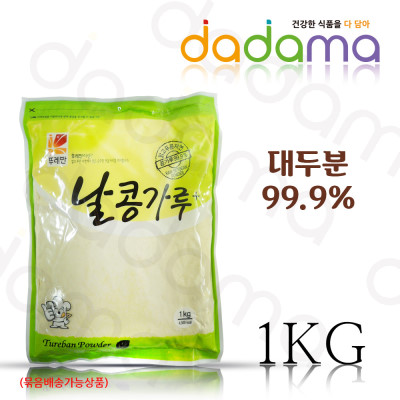 건강한 식품을 다 담아
dadama
뚜레반
날콩가루
대두분
99.9%
1kg
Tureban Powder
1KG
(묶음배송가능상품)